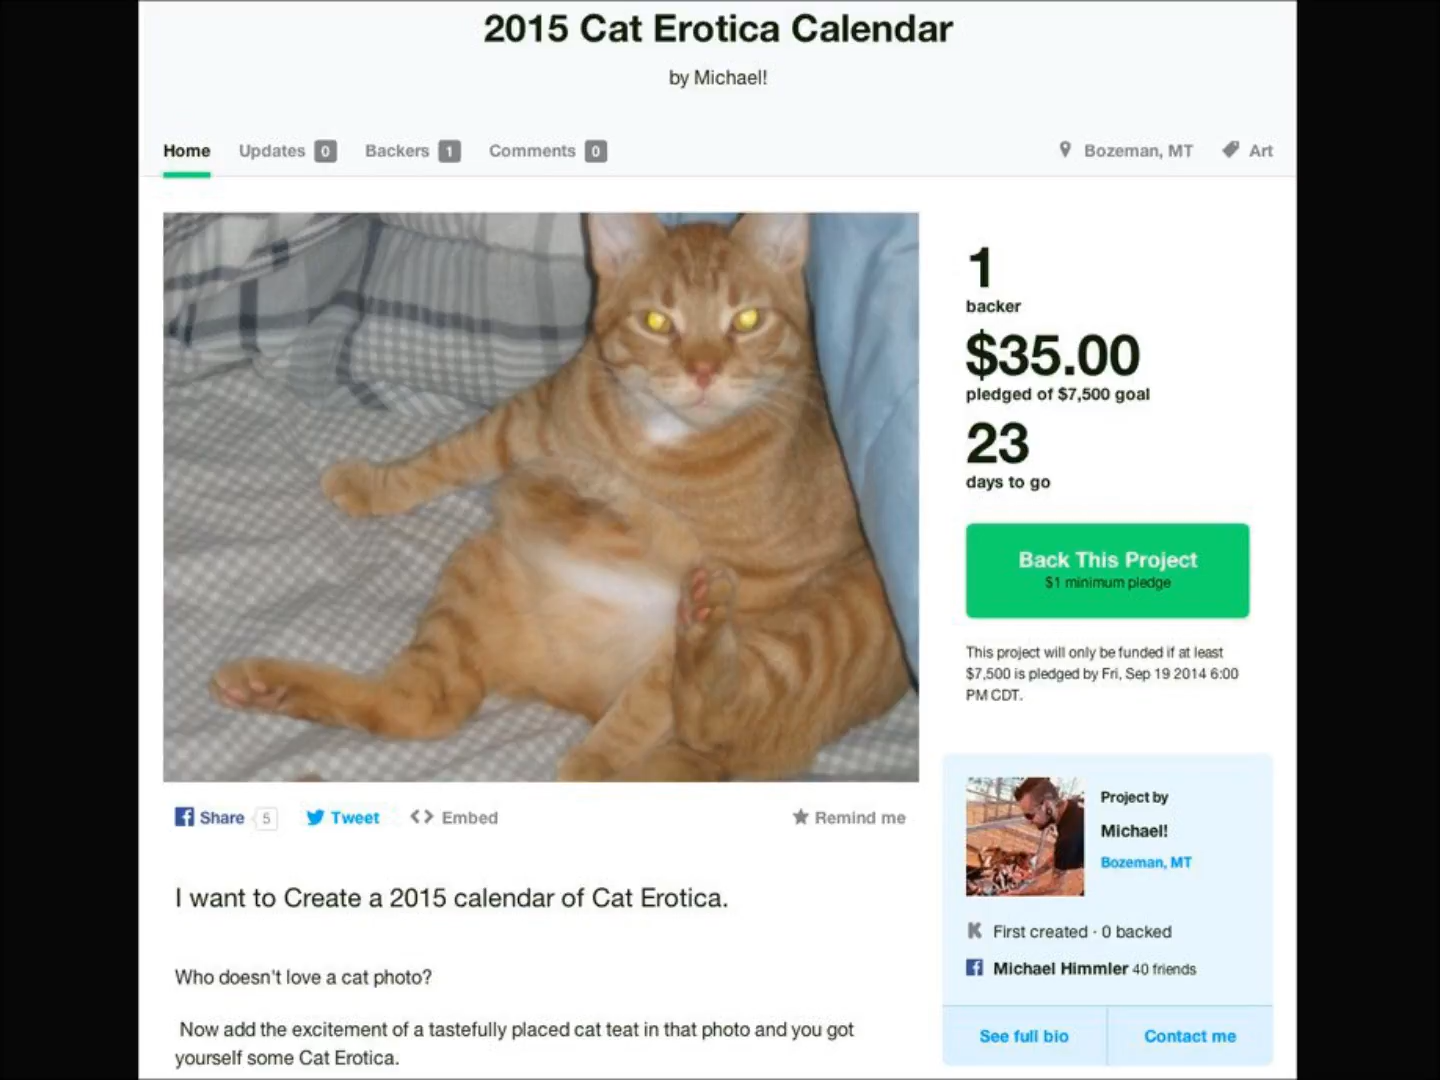 2015 Cat Erotica Calendar
by Michael!
Home Updates 0 Backers 1 Comments 0 Bozeman, MT Art
1
backer
$35.00
pledged of $7,500 goal
23
days to go
Back This Project
$1 minimum pledge
This project will only be funded if at least
$7,500 is pledged by Fri, Sep 19 2014 6:00
PM CDT.
Share 5 Tweet Embed Remind me
Project by
Michael!
Bozeman, MT
First created · 0 backed
Michael Himmler 40 friends
See full bio Contact me
I want to Create a 2015 calendar of Cat Erotica.
Who doesn't love a cat photo?
Now add the excitement of a tastefully placed cat teat in that photo and you got
yourself some Cat Erotica.